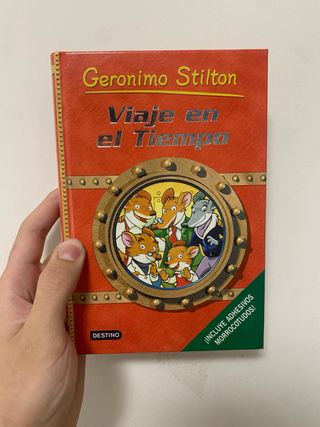 Geronimo Stilton
Viaje en
el Tiempo
DESTINO
¡INCLUYE ADHESIVOS
MORROCOTUDOS!